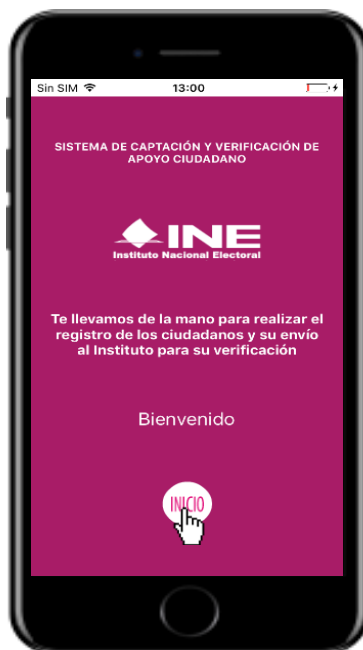 Sin SIM 13:00
SISTEMA DE CAPTACIÓN Y VERIFICACIÓN DE
APOYO CIUDADANO
INE
Instituto Nacional Electoral
Te llevamos de la mano para realizar el
registro de los ciudadanos y su envío
al Instituto para su verificación
Bienvenido
INICIO